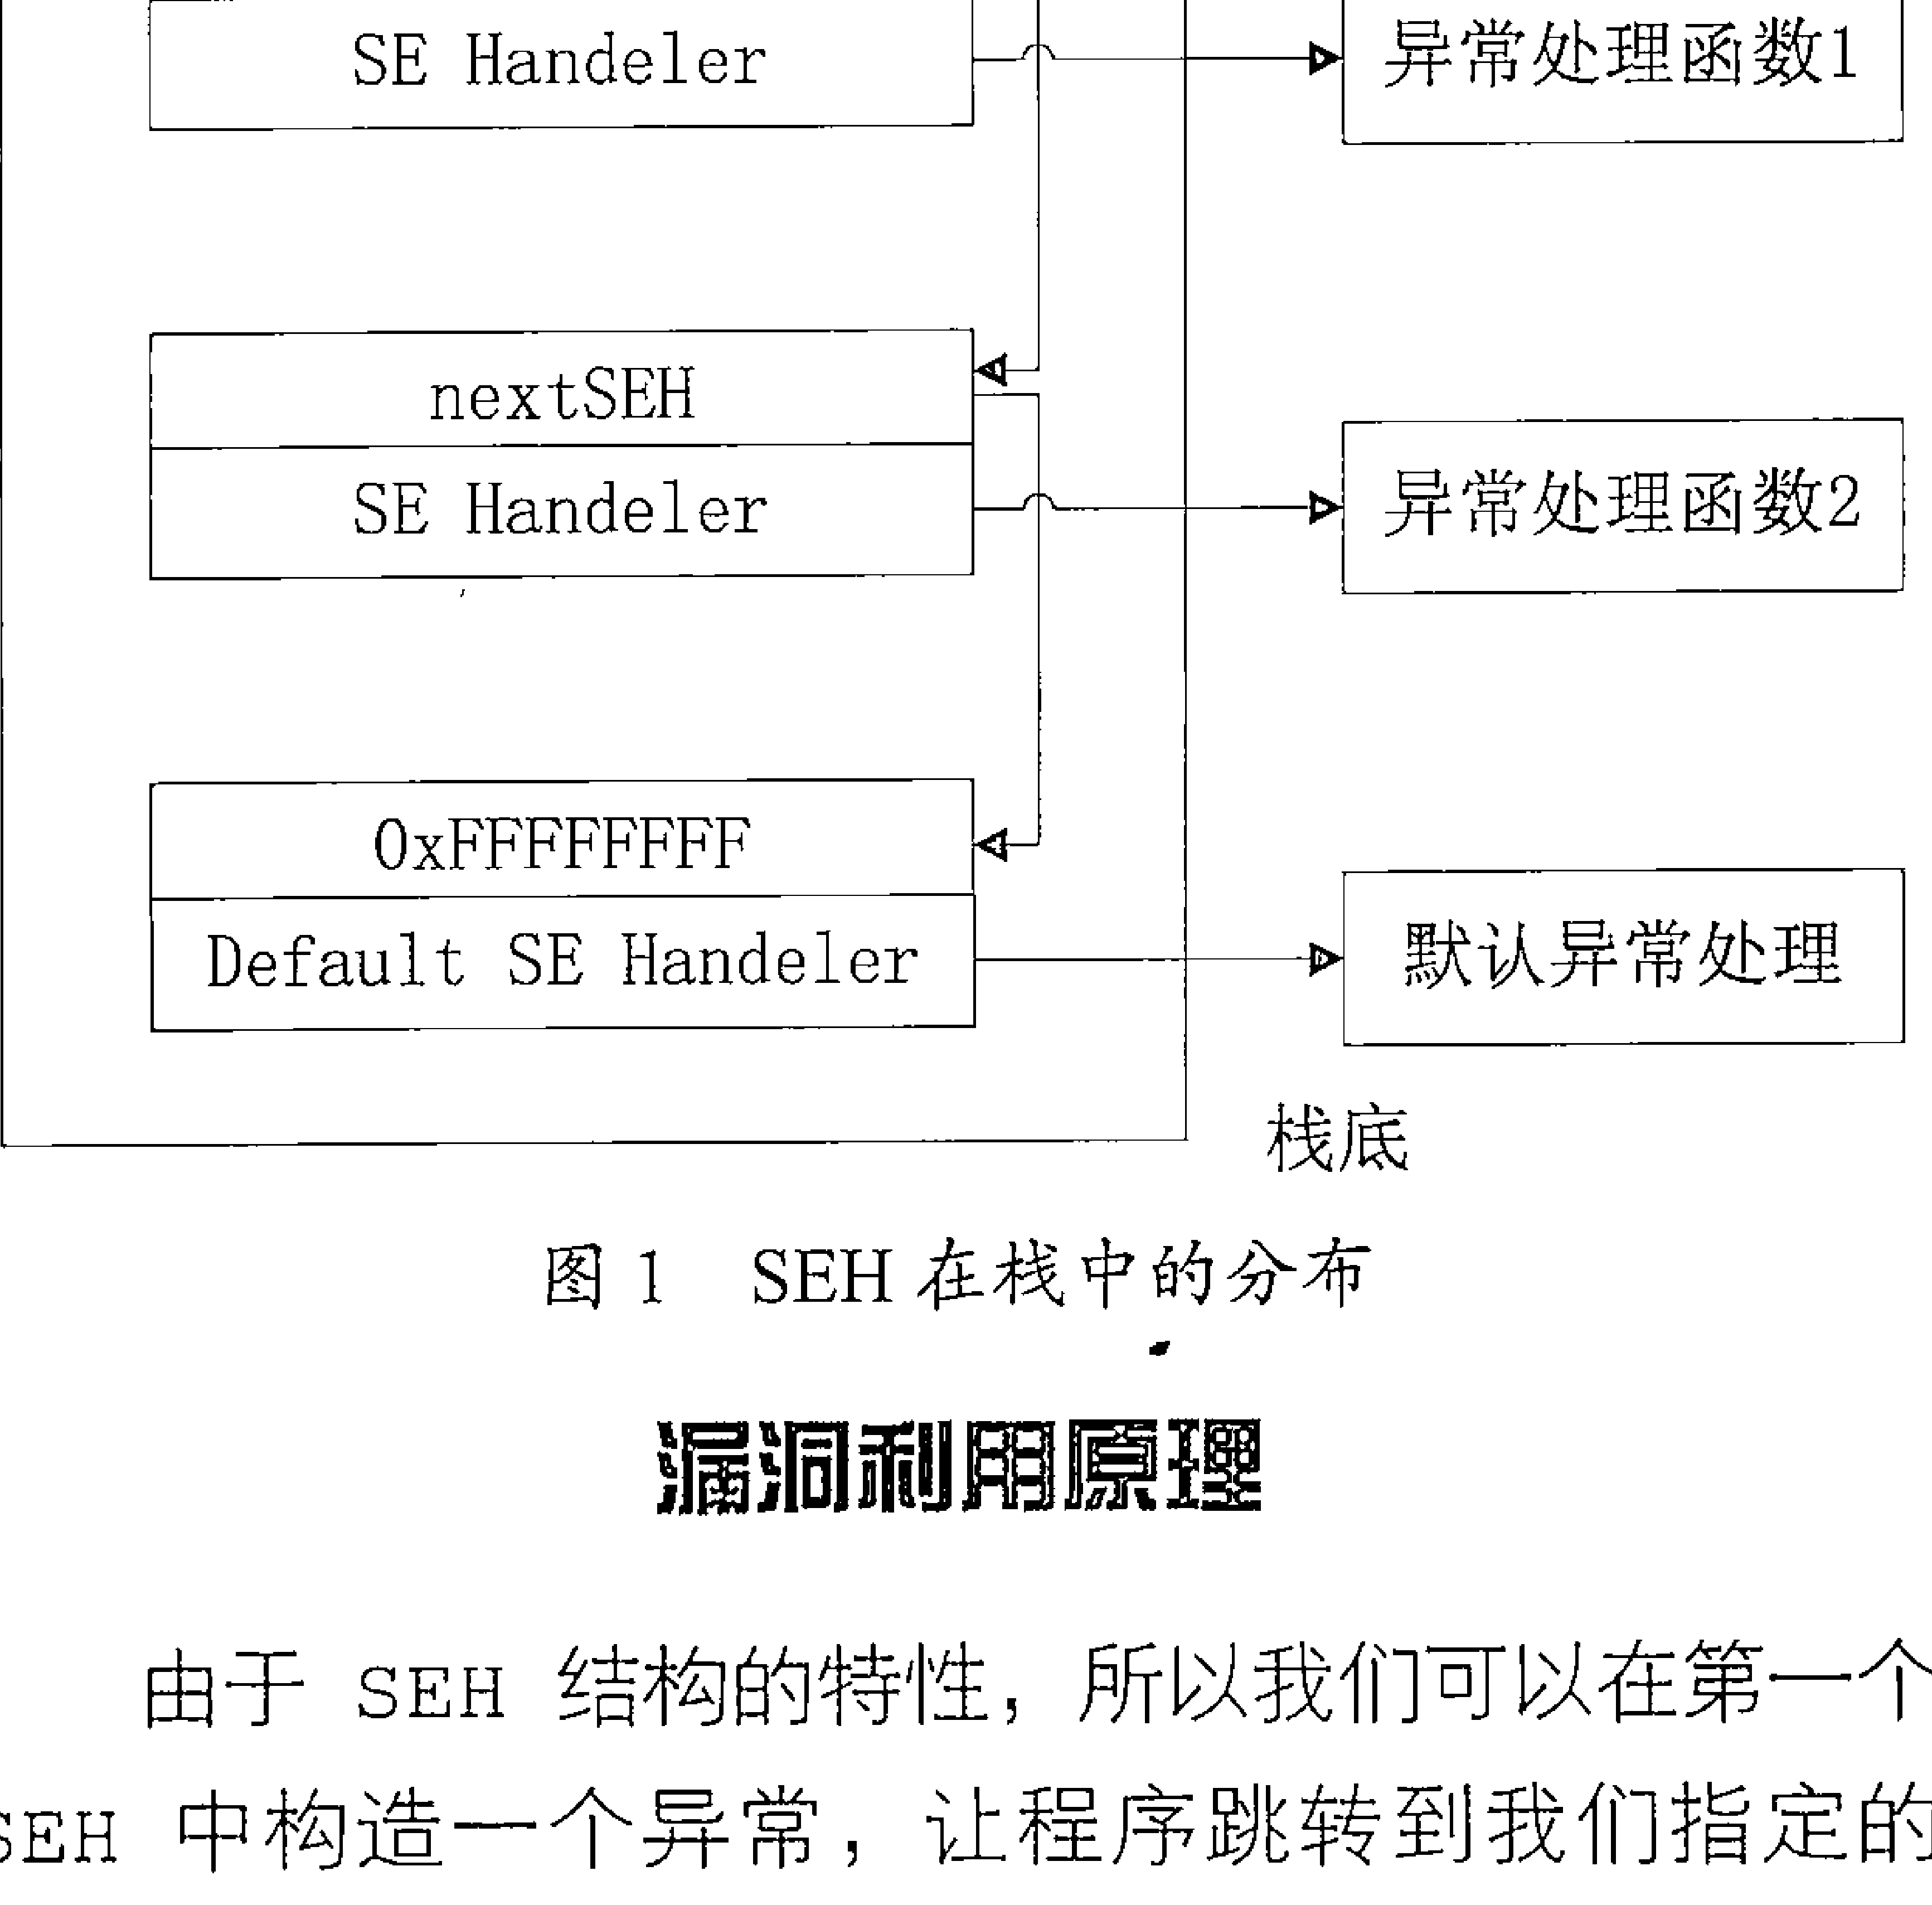 SE Handeler
异常处理函数1
nextSEH
SE Handeler
异常处理函数2
0xFFFFFFFF
Default SE Handeler
默认异常处理
栈底
图 1 SEH 在栈中的分布
漏洞利用原理
由于 SEH 结构的特性，所以我们可以在第一个
SEH 中构造一个异常，让程序跳转到我们指定的